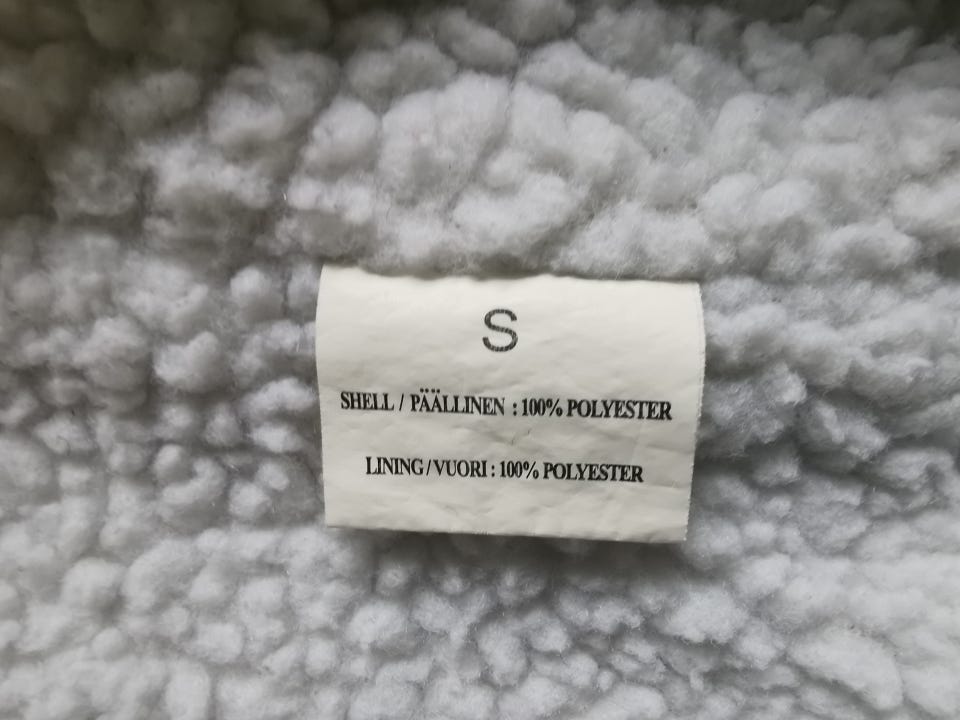 S
SHELL / PÄÄLLINEN : 100% POLYESTER
LINING / VUORI : 100% POLYESTER